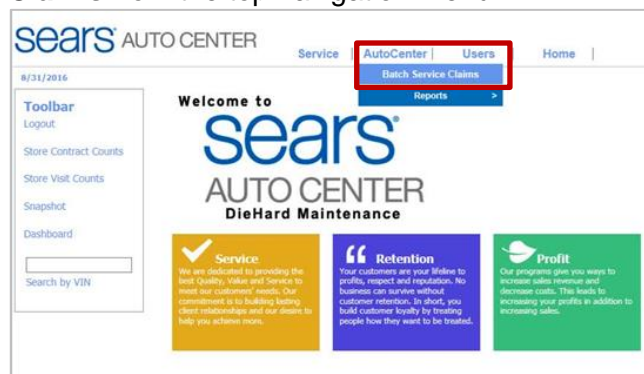 Sears AUTO CENTER
Service | AutoCenter | Users Home |
Batch Service Claims
Reports >
8/31/2016
Toolbar
Logout
Store Contract Counts
Store Visit Counts
Snapshot
Dashboard
Search by VIN
Welcome to
sears
AUTO CENTER
DieHard Maintenance
Service
We are dedicated to providing the
best Quality, Value and Service to
meet our customers' needs. Our
commitment is to building lasting
client relationships and our desire to
help you achieve more.
Retention
Your customers are your lifeline to
profits, respect and reputation. No
business can survive without
customer retention. In short, you
build customer loyalty by treating
people how they want to be treated.
Profit
Our programs give you ways to
increase sales revenue and
decrease costs. This leads to
increasing your profits in addition to
increasing sales.